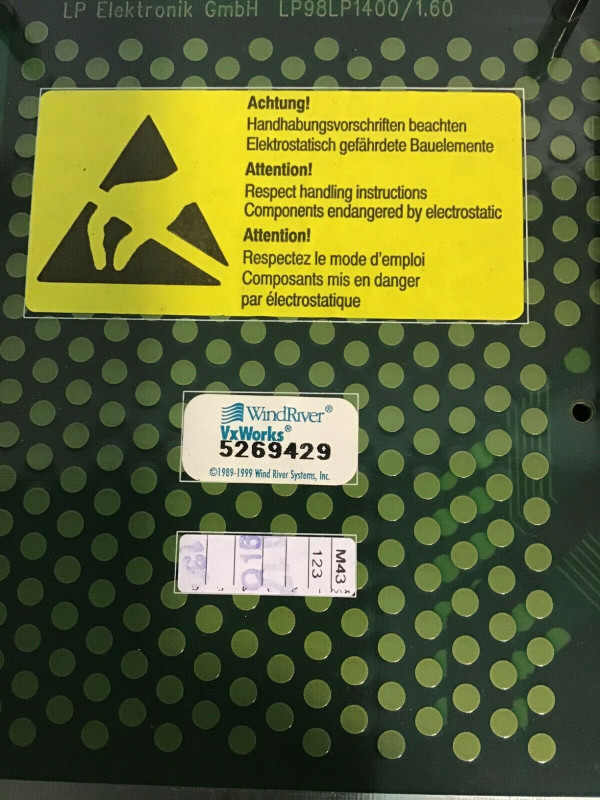 LP Elektronik GmbH LP98LP1400/1.60
Achtung!
Handhabungsvorschriften beachten
Elektrostatisch gefährdete Bauelemente
Attention!
Respect handling instructions
Components endangered by electrostatic
Attention!
Respectez le mode d'emploi
Composants mis en danger
par électrostatique
WindRiver®
VxWorks®
5269429
©1989-1999 Wind River Systems, Inc.
M43
123